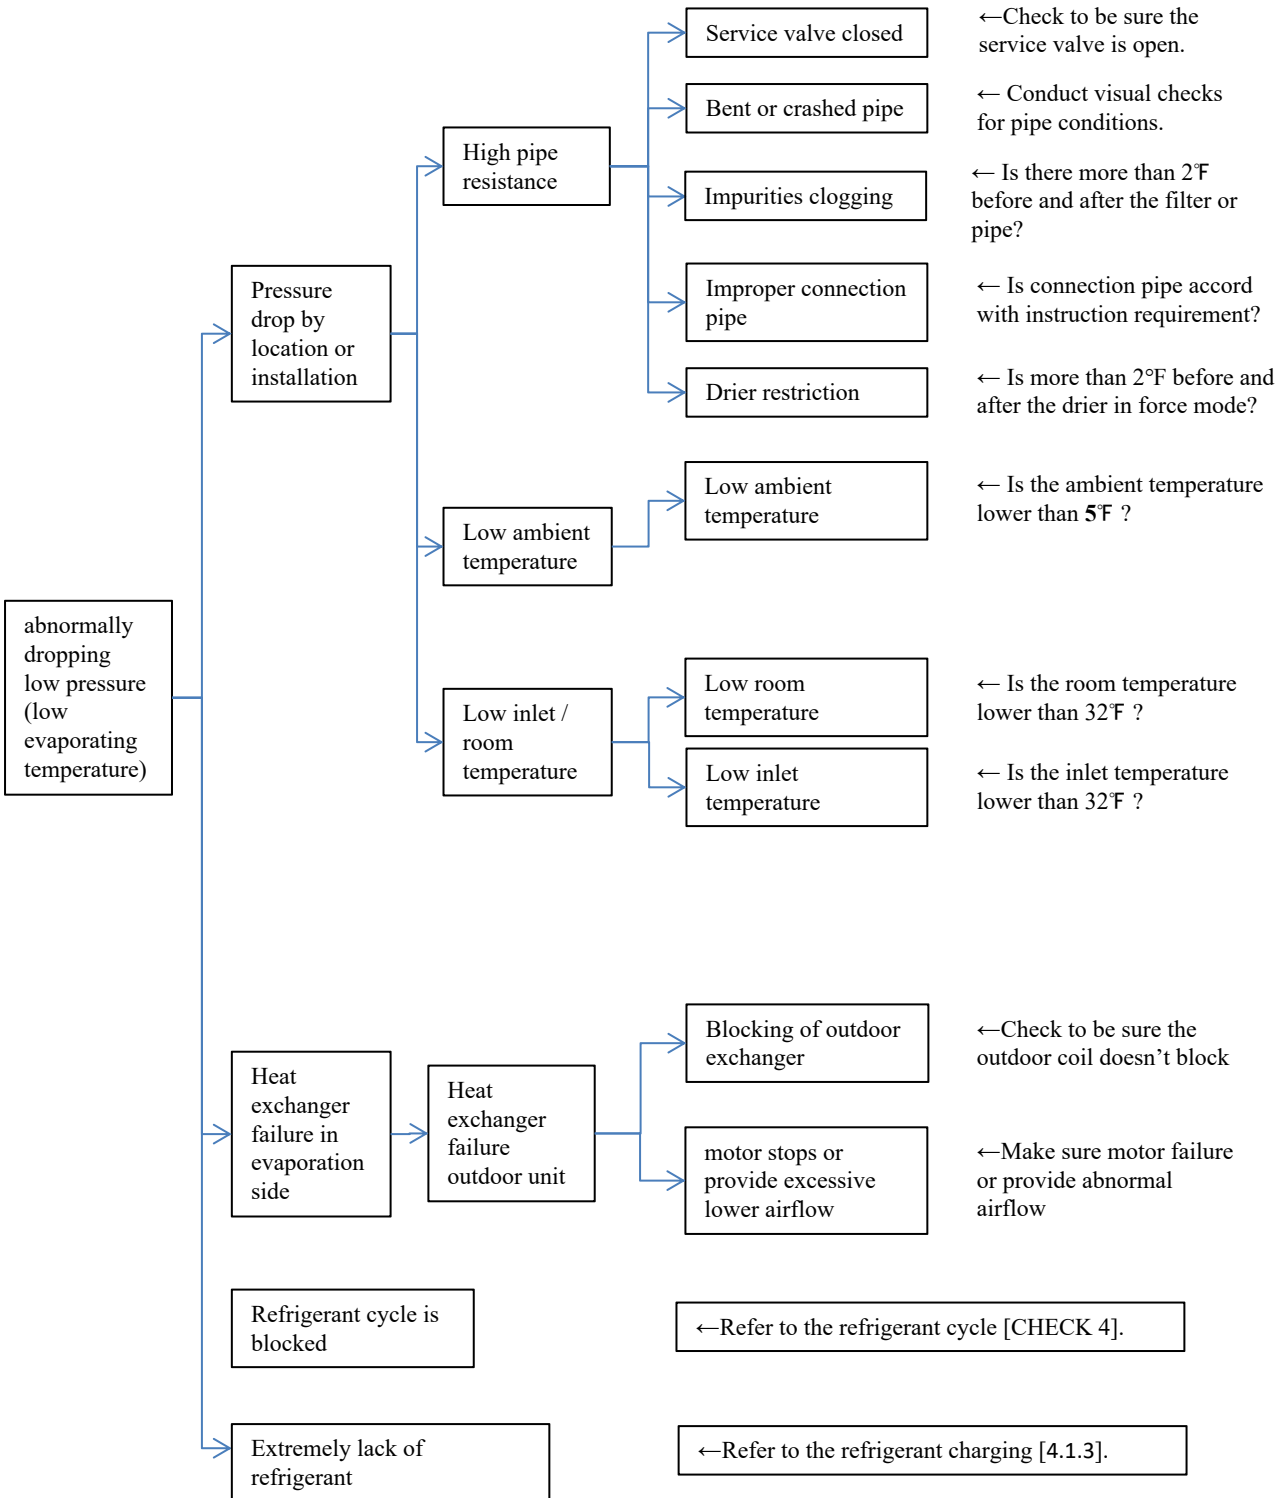 Service valve closed
←Check to be sure the
service valve is open.
Bent or crashed pipe
← Conduct visual checks
for pipe conditions.
High pipe
resistance
Impurities clogging
← Is there more than 2℉
before and after the filter or
pipe?
Pressure
drop by
location or
installation
Improper connection
pipe
← Is connection pipe accord
with instruction requirement?
Drier restriction
← Is more than 2°F before and
after the drier in force mode?
Low ambient
temperature
Low ambient
temperature
← Is the ambient temperature
lower than 5℉ ?
abnormally
dropping
low pressure
(low
evaporating
temperature)
Low inlet /
room
temperature
Low room
temperature
← Is the room temperature
lower than 32℉ ?
Low inlet
temperature
← Is the inlet temperature
lower than 32℉ ?
Heat
exchanger
failure in
evaporation
side
Heat
exchanger
failure
outdoor unit
Blocking of outdoor
exchanger
←Check to be sure the
outdoor coil doesn’t block
motor stops or
provide excessive
lower airflow
←Make sure motor failure
or provide abnormal
airflow
Refrigerant cycle is
blocked
←Refer to the refrigerant cycle [CHECK 4].
Extremely lack of
refrigerant
←Refer to the refrigerant charging [4.1.3].